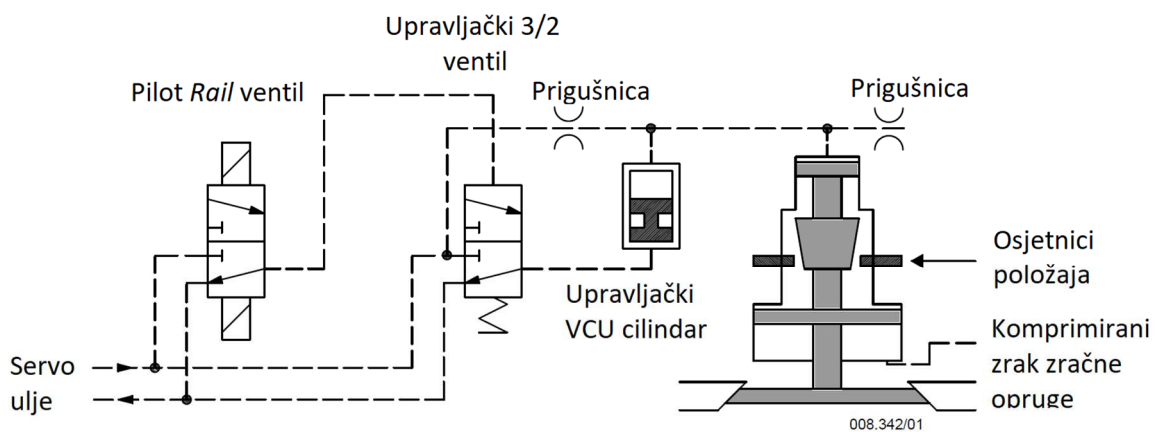 Upravljački 3/2
ventil
Pilot Rail ventil
Prigušnica
Prigušnica
Osjetnici
položaja
Upravljački
VCU cilindar
Komprimirani
zrak zračne
opruge
Servo
ulje
008.342/01